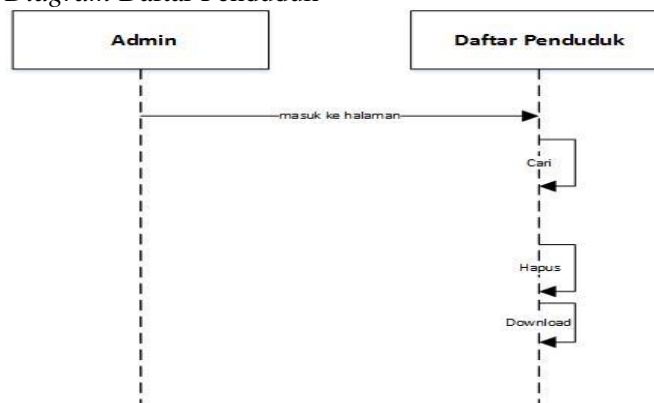 Diagram Daftar Penduduk
Admin
Daftar Penduduk
masuk ke halaman
Cari
Hapus
Download